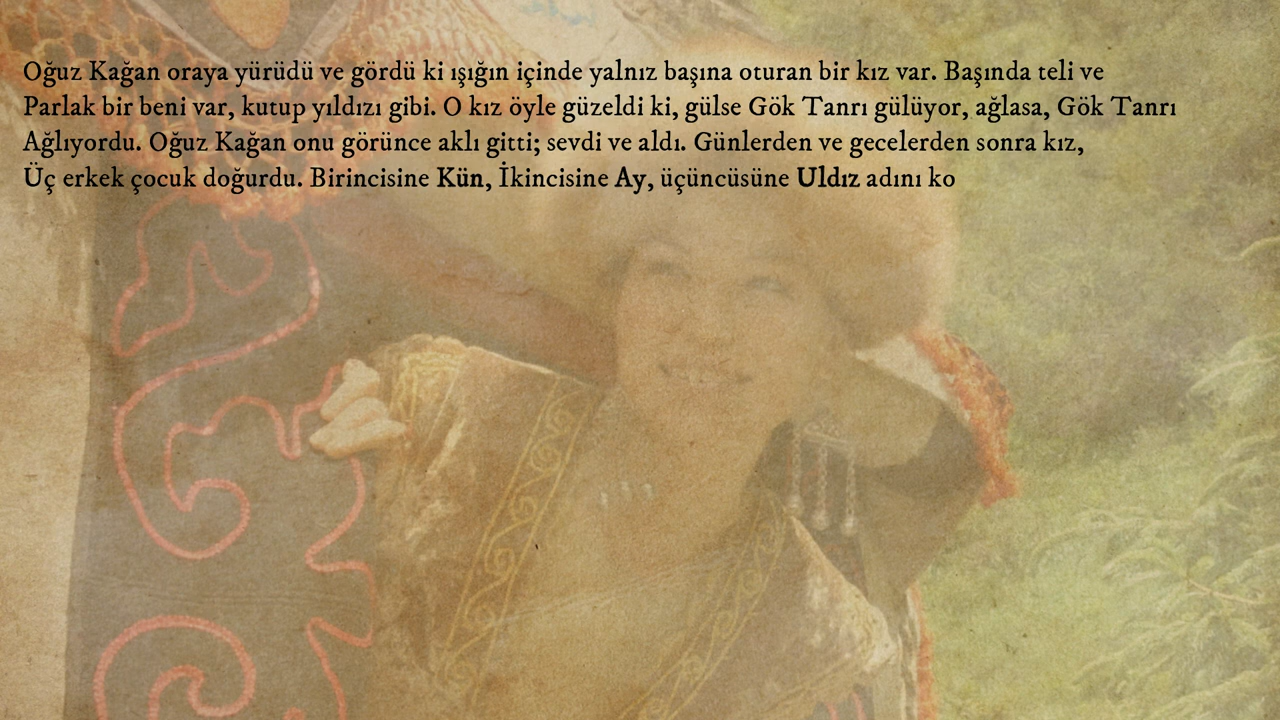 Oğuz Kağan oraya yürüdü ve gördü ki ışığın içinde yalnız başına oturan bir kız var. Başında teli ve
Parlak bir beni var, kutup yıldızı gibi. O kız öyle güzeldi ki, gülse Gök Tanrı gülüyor, ağlasa, Gök Tanrı
Ağlıyordu. Oğuz Kağan onu görünce aklı gitti; sevdi ve aldı. Günlerden ve gecelerden sonra kız,
Üç erkek çocuk doğurdu. Birincisine Kün, İkincisine Ay, üçüncüsüne Uldız adını ko